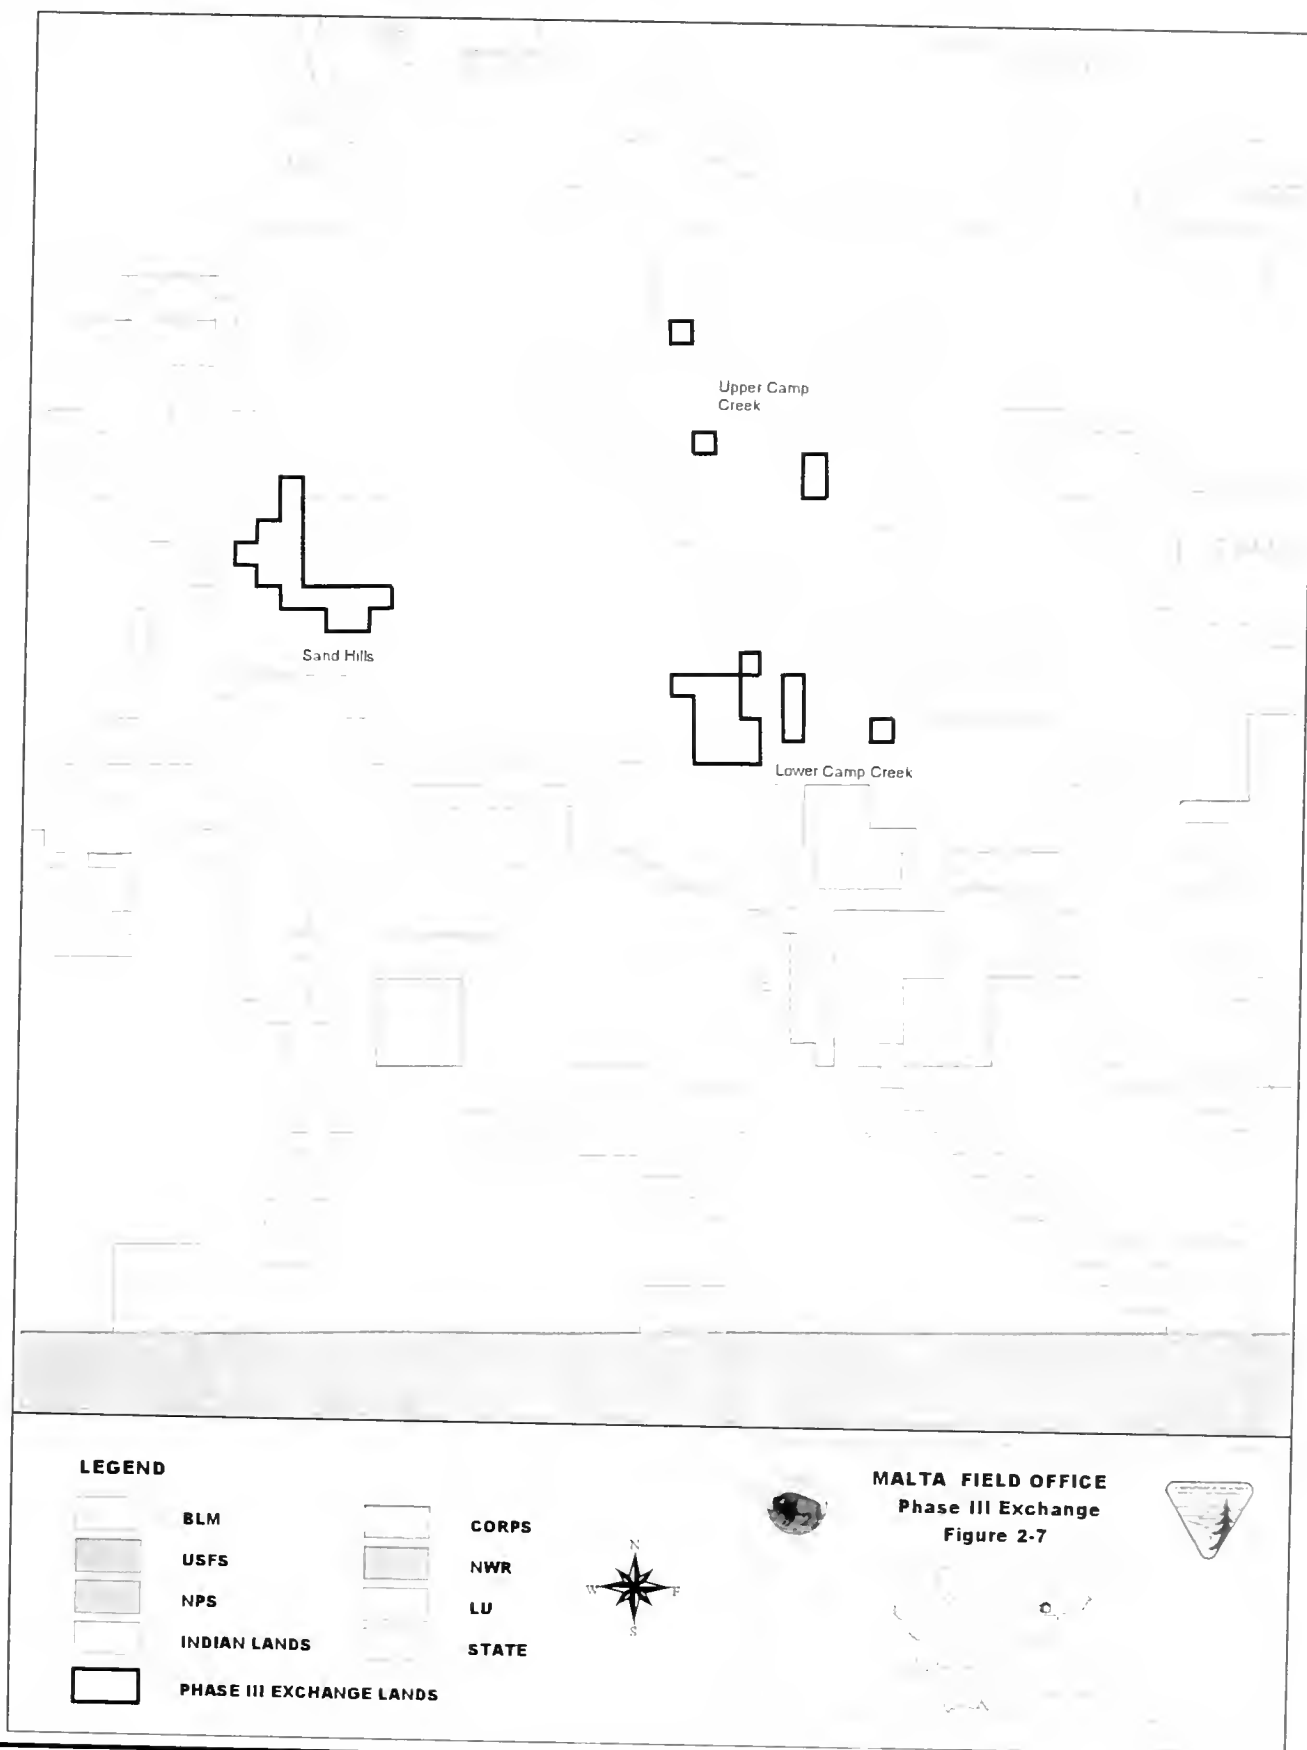 Upper Camp
Creek
Sand Hills
Lower Camp Creek
LEGEND
BLM
USFS
NPS
INDIAN LANDS
PHASE III EXCHANGE LANDS
CORPS
NWR
LU
STATE
N
W
S
MALTA FIELD OFFICE
Phase III Exchange
Figure 2-7